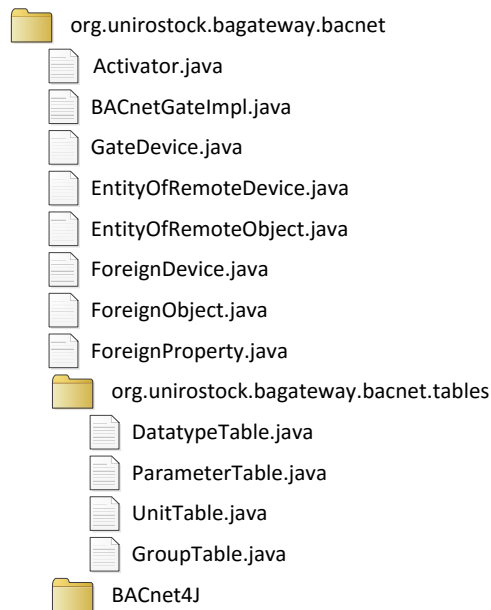 org.unirostock.bagateway.bacnet
Activator.java
BACnetGateImpl.java
GateDevice.java
EntityOfRemoteDevice.java
EntityOfRemoteObject.java
ForeignDevice.java
ForeignObject.java
ForeignProperty.java
org.unirostock.bagateway.bacnet.tables
DatatypeTable.java
ParameterTable.java
UnitTable.java
GroupTable.java
BACnet4J